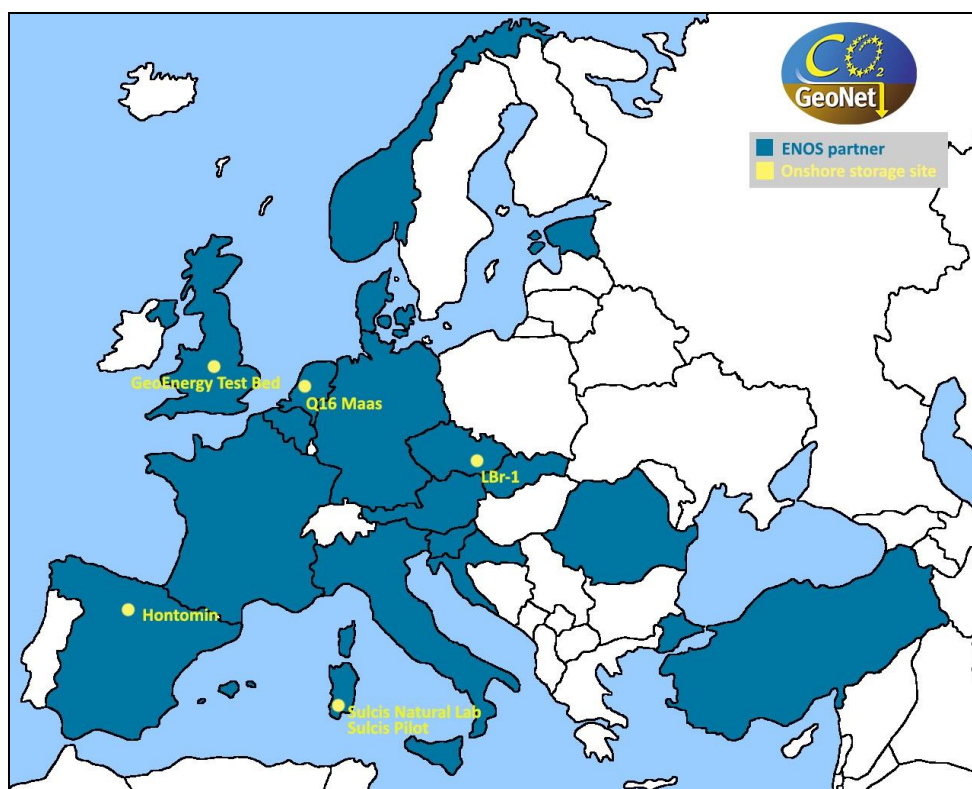 CO2
GeoNet
ENOS partner
Onshore storage site
GeoEnergy Test Bed
Q16 Maas
LBr-1
Hontomin
Sulcis Natural Lab
Sulcis Pilot